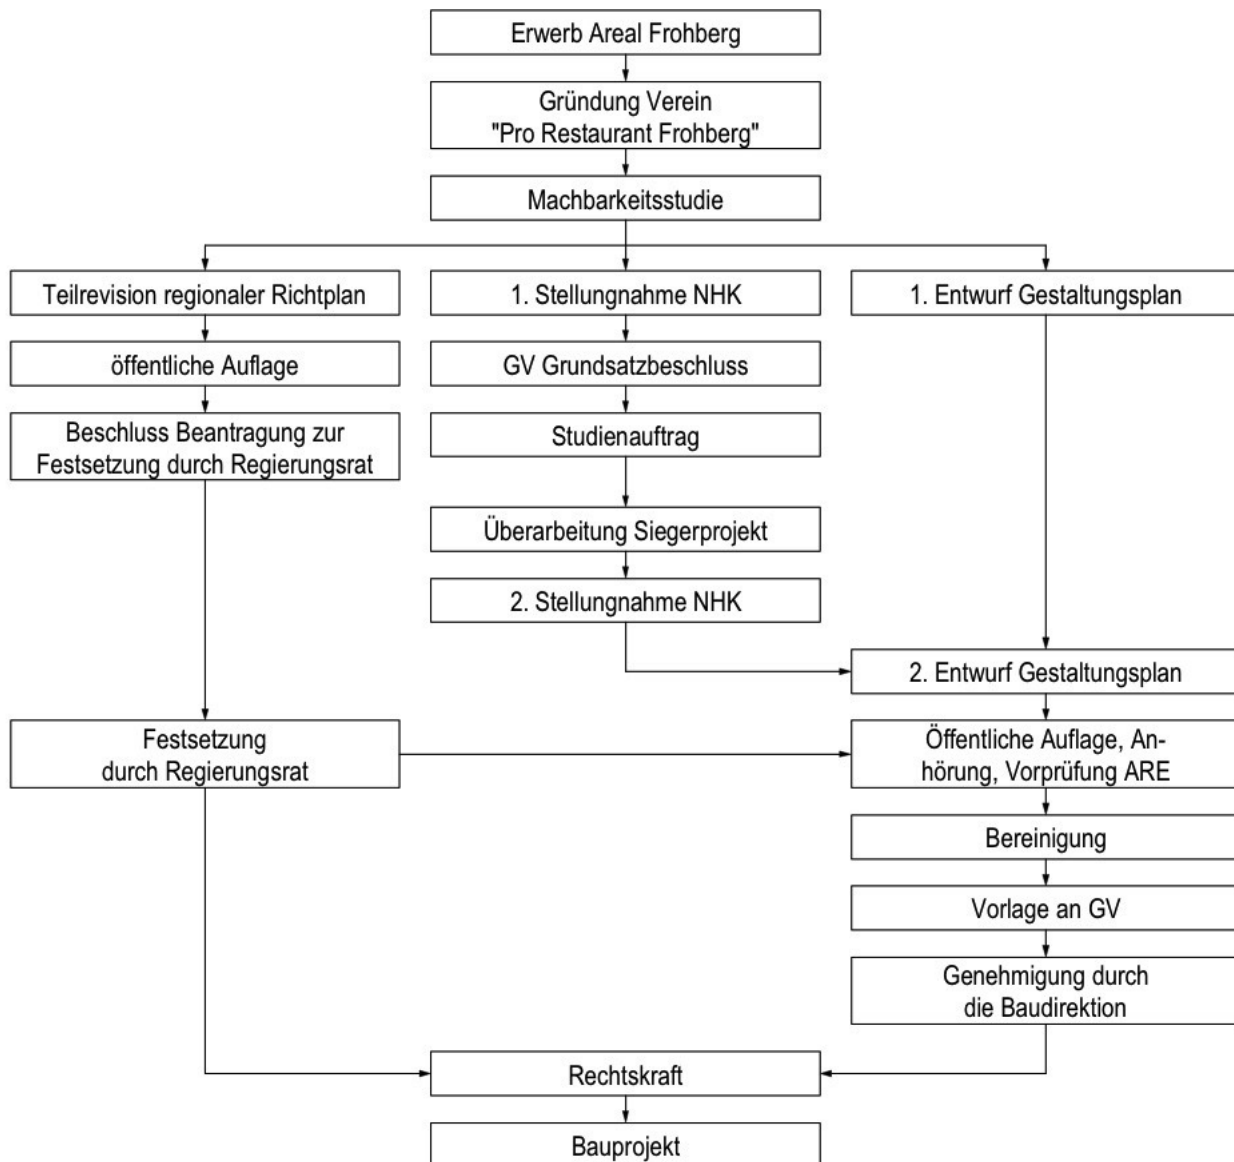 Erwerb Areal Frohberg
Gründung Verein
"Pro Restaurant Frohberg"
Machbarkeitsstudie
Teilrevision regionaler Richtplan
1. Stellungnahme NHK
1. Entwurf Gestaltungsplan
öffentliche Auflage
GV Grundsatzbeschluss
Beschluss Beantragung zur
Festsetzung durch Regierungsrat
Studienauftrag
Überarbeitung Siegerprojekt
2. Stellungnahme NHK
2. Entwurf Gestaltungsplan
Festsetzung
durch Regierungsrat
Öffentliche Auflage, An-
hörung, Vorprüfung ARE
Bereinigung
Vorlage an GV
Genehmigung durch
die Baudirektion
Rechtskraft
Bauprojekt